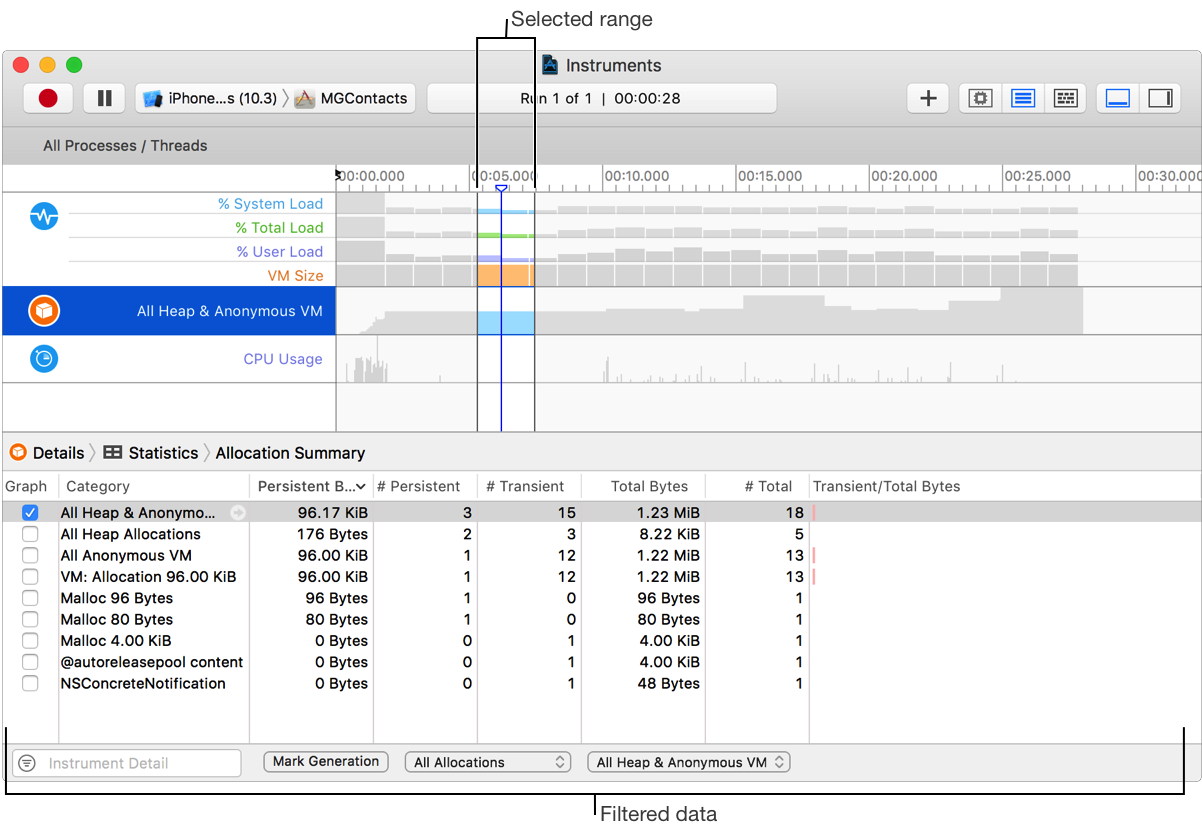 Selected range
Instruments
iPhone...s (10.3) MGContacts
Run 1 of 1 | 00:00:28
All Processes / Threads
00:00.000 00:05.000 00:10.000 00:15.000 00:20.000 00:25.000 00:30.000
% System Load
% Total Load
% User Load
VM Size
All Heap & Anonymous VM
CPU Usage
Details Statistics Allocation Summary
Graph Category Persistent B... # Persistent # Transient Total Bytes # Total Transient/Total Bytes
All Heap & Anonymo... 96.17 KiB 3 15 1.23 MiB 18
All Heap Allocations 176 Bytes 2 3 8.22 KiB 5
All Anonymous VM 96.00 KiB 1 12 1.22 MiB 13
VM: Allocation 96.00 KiB 96.00 KiB 1 12 1.22 MiB 13
Malloc 96 Bytes 96 Bytes 1 0 96 Bytes 1
Malloc 80 Bytes 80 Bytes 1 0 80 Bytes 1
Malloc 4.00 KiB 0 Bytes 0 1 4.00 KiB 1
@autoreleasepool content 0 Bytes 0 1 4.00 KiB 1
NSConcreteNotification 0 Bytes 0 1 48 Bytes 1
Instrument Detail Mark Generation All Allocations All Heap & Anonymous VM
Filtered data